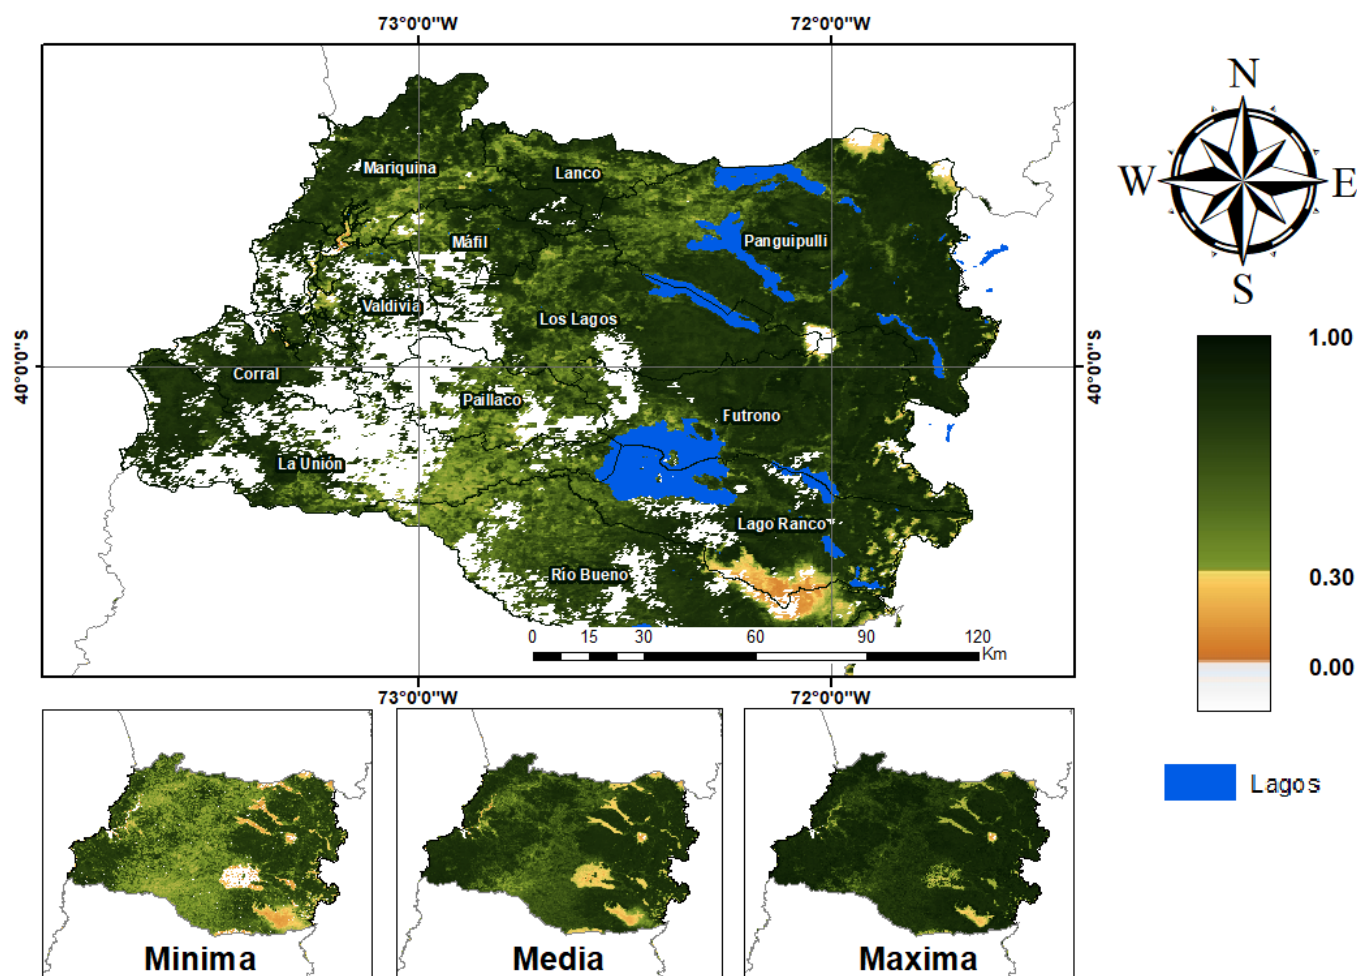 73°0'0"W
72°0'0"W
N
W
E
S
Mariquina
Lanco
Máfil
Panguipulli
Valdivia
Los Lagos
40°0'0"S
40°0'0"S
Corral
Paillaco
Futrono
La Unión
Lago Ranco
Río Bueno
0 15 30 60 90 120
Km
73°0'0"W
72°0'0"W
1.00
0.30
0.00
Lagos
Minima
Media
Maxima